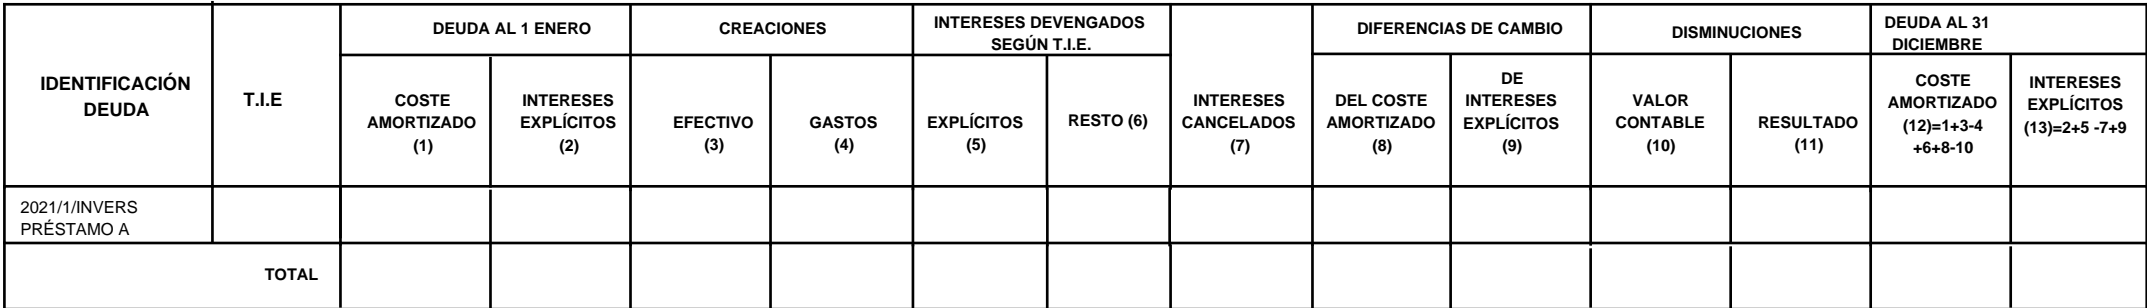 IDENTIFICACIÓN
DEUDA
T.I.E
DEUDA AL 1 ENERO
COSTE
AMORTIZADO
(1)
INTERESES
EXPLÍCITOS
(2)
CREACIONES
EFECTIVO
(3)
GASTOS
(4)
INTERESES DEVENGADOS
SEGÚN T.I.E.
EXPLÍCITOS
(5)
RESTO (6)
INTERESES
CANCELADOS
(7)
DIFERENCIAS DE CAMBIO
DEL COSTE
AMORTIZADO
(8)
DE
INTERESES
EXPLÍCITOS
(9)
DISMINUCIONES
VALOR
CONTABLE
(10)
RESULTADO
(11)
DEUDA AL 31
DICIEMBRE
COSTE
AMORTIZADO
(12)=1+3-4
+6+8-10
INTERESES
EXPLÍCITOS
(13)=2+5 -7+9
2021/1/INVERS
PRÉSTAMO A
TOTAL